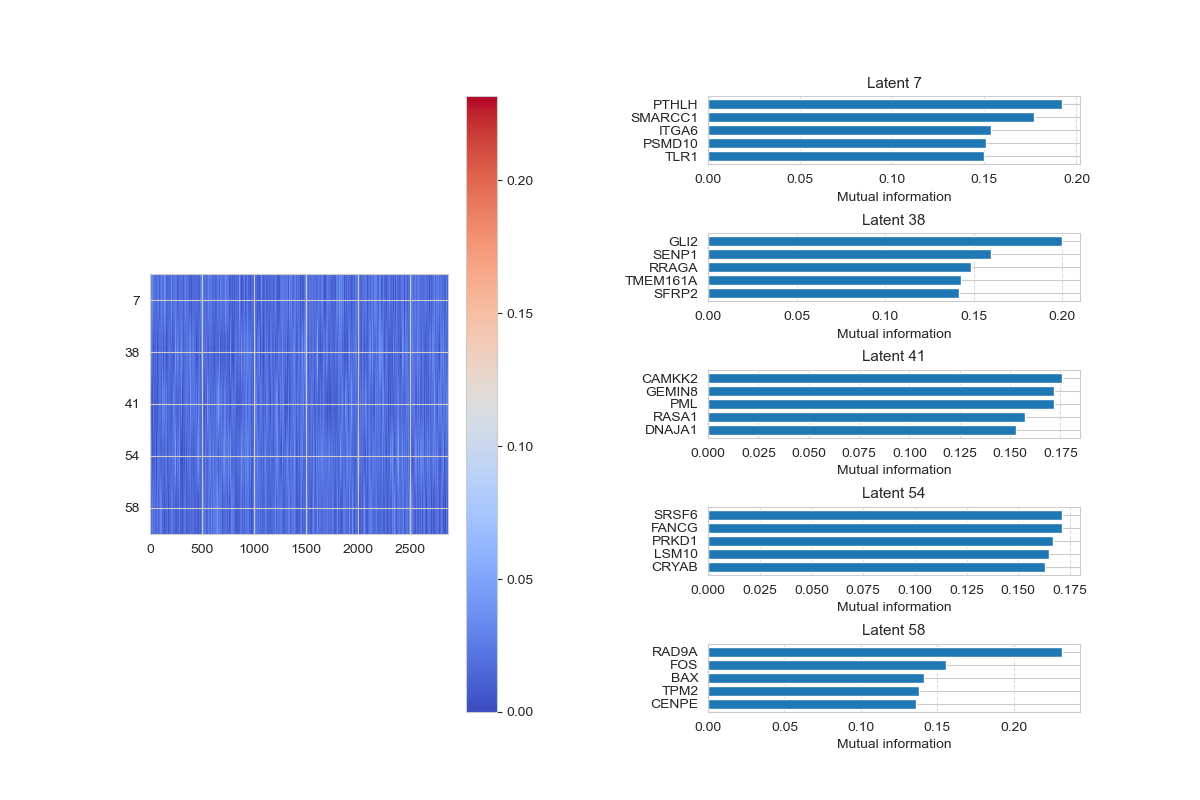 7
38
41
54
58
0 500 1000 1500 2000 2500
0.20
0.15
0.10
0.05
0.00
Latent 7
PTHLH
SMARCC1
ITGA6
PSMD10
TLR1
0.00 0.05 0.10 0.15 0.20
Mutual information
Latent 38
GLI2
SENP1
RRAGA
TMEM161A
SFRP2
0.00 0.05 0.10 0.15 0.20
Mutual information
Latent 41
CAMKK2
GEMIN8
PML
RASA1
DNAJA1
0.000 0.025 0.050 0.075 0.100 0.125 0.150 0.175
Mutual information
Latent 54
SRSF6
FANCG
PRKD1
LSM10
CRYAB
0.000 0.025 0.050 0.075 0.100 0.125 0.150 0.175
Mutual information
Latent 58
RAD9A
FOS
BAX
TPM2
CENPE
0.00 0.05 0.10 0.15 0.20
Mutual information